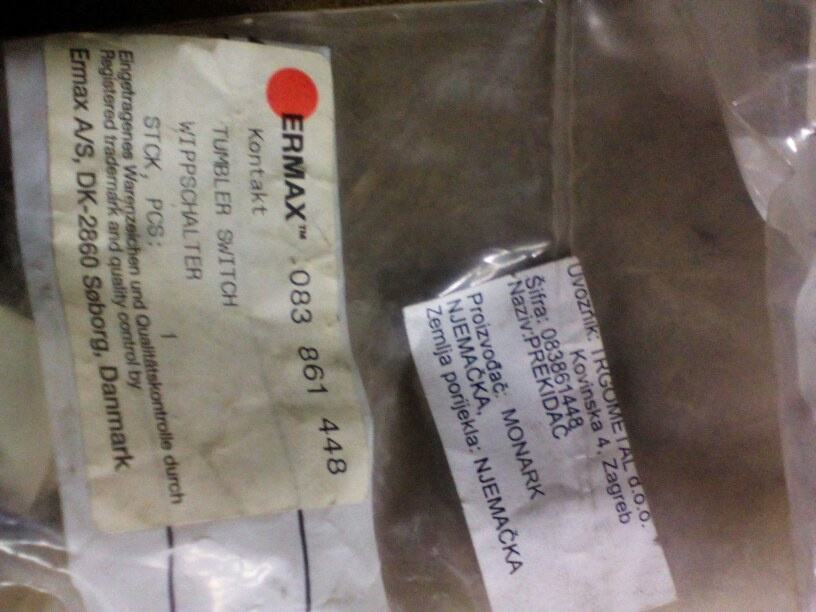 ERMAX™ 083 861 448
Kontakt
TUMBLER SWITCH
WIPPSCHALTER
STCK, PCS: 1
Eingetragenes Warenzeichen und Qualitätskontrolle durch
Registered trademark and quality control by
Ermax A/S, DK-2860 Søborg, Danmark
Uvoznik: TRGOMETAL d.o.o.
Kovinska 4, Zagreb
Šifra: 083861448
Naziv:PREKIDAČ
Proizvođač: MONARK
NJEMAČKA,
Zemlja porijekla: NJEMAČKA